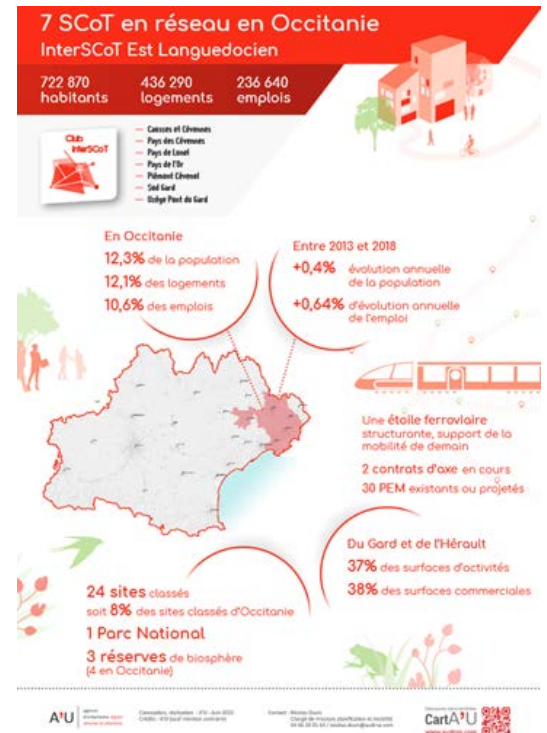 7 SCoT en réseau en Occitanie
InterSCoT Est Languedocien
722 870
habitants
436 290
logements
236 640
emplois
Club
InterSCoT
— Causses et Cévennes
— Pays des Cévennes
— Pays de Lunel
— Pays de l'Or
— Piémont Cévenol
— Sud Gard
— Uzège Pont du Gard
En Occitanie
12,3% de la population
12,1% des logements
10,6% des emplois
Entre 2013 et 2018
+0,4% évolution annuelle
de la population
+0,64% d'évolution annuelle
de l'emploi
Une étoile ferroviaire
structurante, support de la
mobilité de demain
2 contrats d'axe en cours
30 PEM existants ou projetés
Du Gard et de l'Hérault
37% des surfaces d'activités
38% des surfaces commerciales
24 sites classés
soit 8% des sites classés d'Occitanie
1 Parc National
3 réserves de biosphère
(4 en Occitanie)
A'U
CartA'U